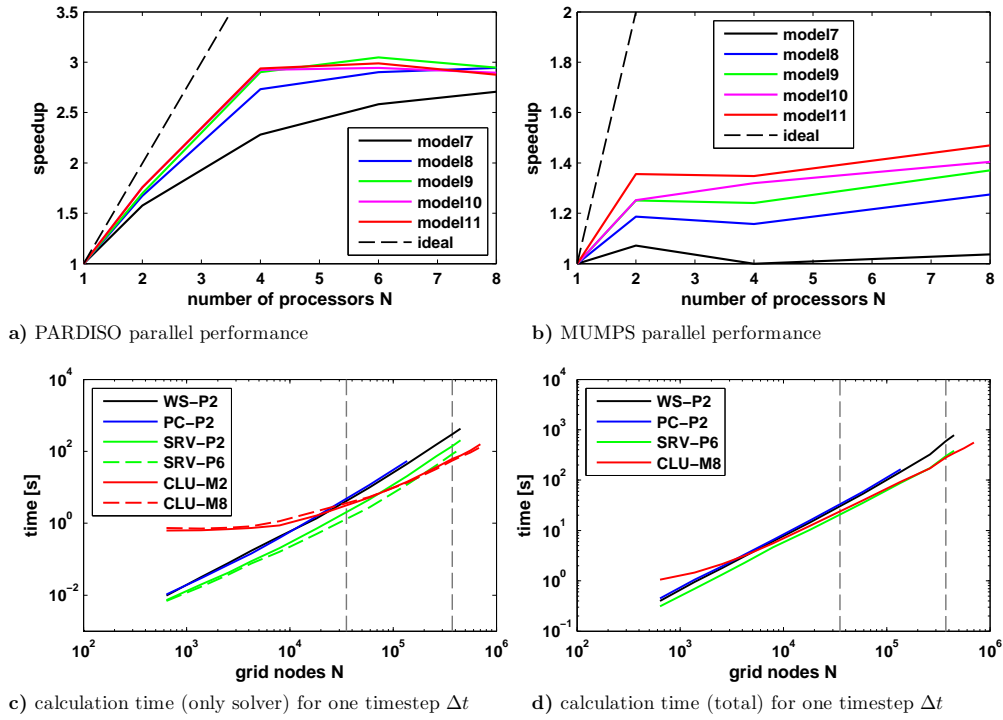 3.5
3
2.5
2
1.5
1
speedup
1 2 3 4 5 6 7 8
number of processors N
model7
model8
model9
model10
model11
ideal
a) PARDISO parallel performance
2
1.8
1.6
1.4
1.2
1
speedup
1 2 3 4 5 6 7 8
number of processors N
model7
model8
model9
model10
model11
ideal
b) MUMPS parallel performance
10^4
10^2
10^0
10^-2
time [s]
10^2 10^3 10^4 10^5 10^6
grid nodes N
WS-P2
PC-P2
SRV-P2
SRV-P6
CLU-M2
CLU-M8
c) calculation time (only solver) for one timestep Δt
10^4
10^3
10^2
10^1
10^0
10^-1
time [s]
10^2 10^3 10^4 10^5 10^6
grid nodes N
WS-P2
PC-P2
SRV-P6
CLU-M8
d) calculation time (total) for one timestep Δt